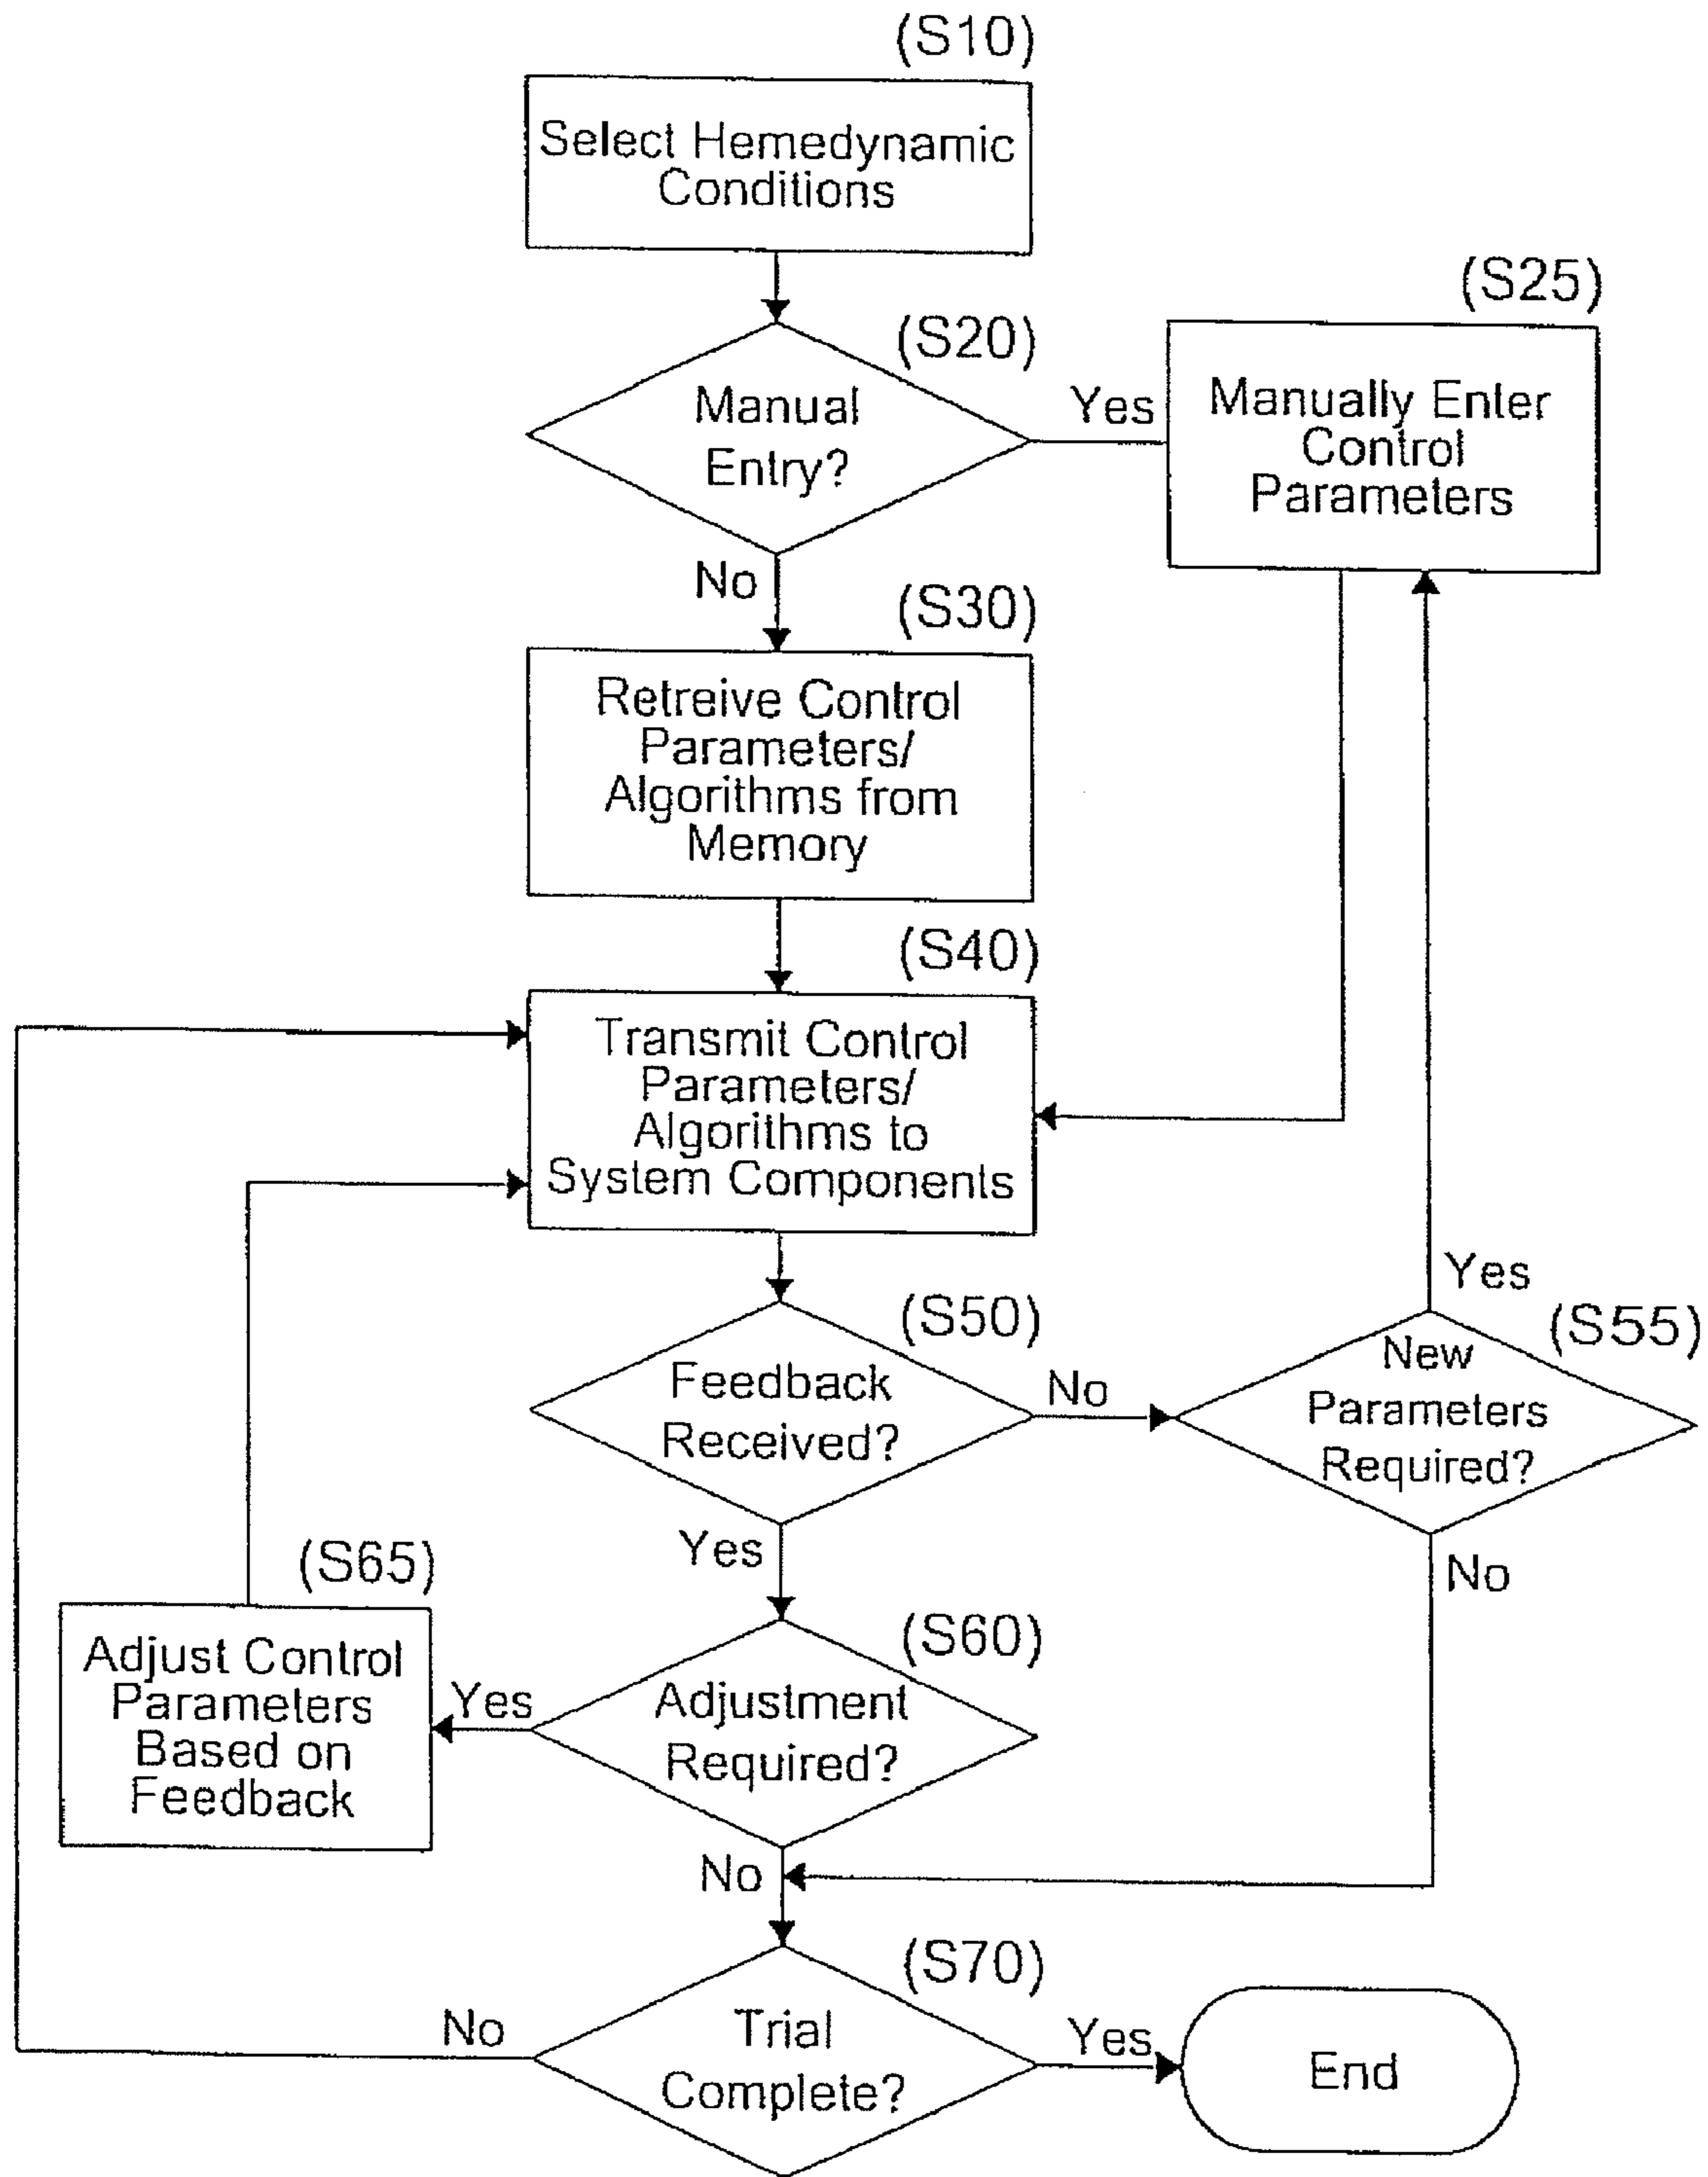 (S10)
Select Hemedynamic
Conditions
(S20)
Manual
Entry?
Yes
(S25)
Manually Enter
Control
Parameters
No
(S30)
Retreive Control
Parameters/
Algorithms from
Memory
(S40)
Transmit Control
Parameters/
Algorithms to
System Components
(S50)
Feedback
Received?
No
Yes
(S55)
New
Parameters
Required?
Yes
No
(S60)
Adjustment
Required?
Yes
(S65)
Adjust Control
Parameters
Based on
Feedback
No
(S70)
Trial
Complete?
No
Yes
End